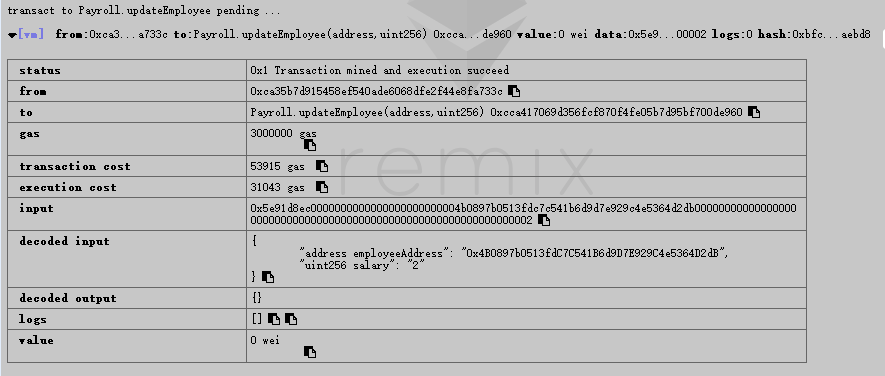 transact to Payroll.updateEmployee pending ...
[vm] from:0xca3...a733c to:Payroll.updateEmployee(address,uint256) 0xcca...de960 value:0 wei data:0x5e9...00002 logs:0 hash:0xbfc...aebd8
status 0x1 Transaction mined and execution succeed
from 0xca35b7d915458ef540ade6068dfe2f44e8fa733c
to Payroll.updateEmployee(address,uint256) 0xcca417069d356fcf870f4fe05b7d95bf700de960
gas 3000000 gas
transaction cost 53915 gas
execution cost 31043 gas
input 0x5e91d8ec0000000000000000000000004b0897b0513fdc7c541b6d9d7e929c4e5364d2db00000000000000
00000000000000000000000000000000000000000000000002
decoded input {
"address employeeAddress": "0x4B0897b0513fdC7C541B6d9D7E929C4e5364D2dB",
"uint256 salary": "2"
}
decoded output {}
logs []
value 0 wei
remix